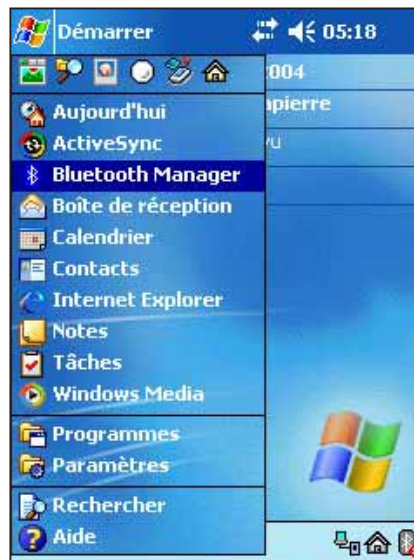 Démarrer 05:18
2004
Aujourd'hui
apierre
ActiveSync
vu
Bluetooth Manager
Boîte de réception
Calendrier
Contacts
Internet Explorer
Notes
Tâches
Windows Media
Programmes
Paramètres
Rechercher
Aide